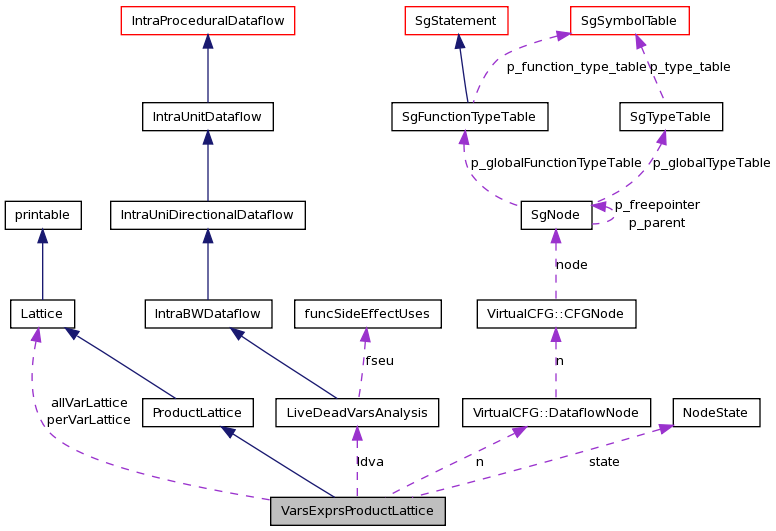 IntraProceduralDataflow
SgStatement
SgSymbolTable
p_function_type_table
p_type_table
IntraUnitDataflow
SgFunctionTypeTable
SgTypeTable
p_globalFunctionTypeTable
p_globalTypeTable
printable
IntraUniDirectionalDataflow
SgNode
p_freepointer
p_parent
node
Lattice
IntraBWDataflow
funcSideEffectUses
VirtualCFG::CFGNode
fseu
n
allVarLattice
perVarLattice
ProductLattice
LiveDeadVarsAnalysis
VirtualCFG::DataflowNode
NodeState
ldva
n
state
VarsExprsProductLattice